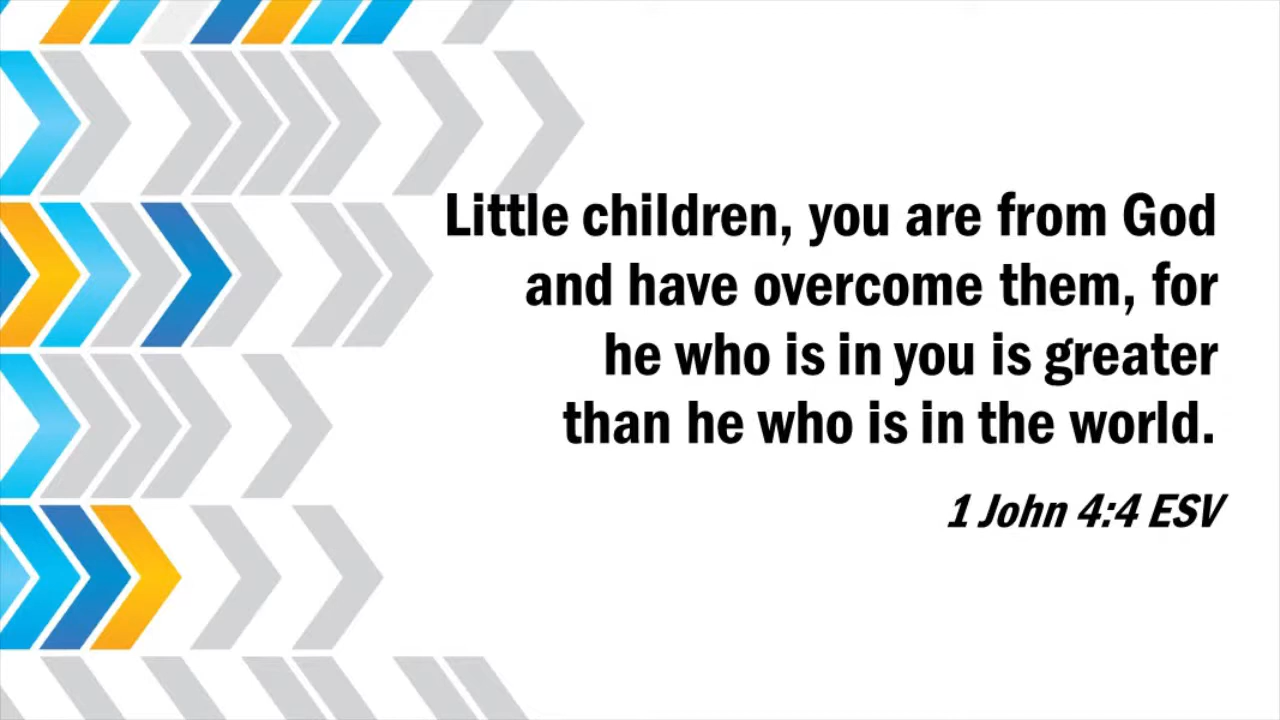 Little children, you are from God
and have overcome them, for
he who is in you is greater
than he who is in the world.
1 John 4:4 ESV